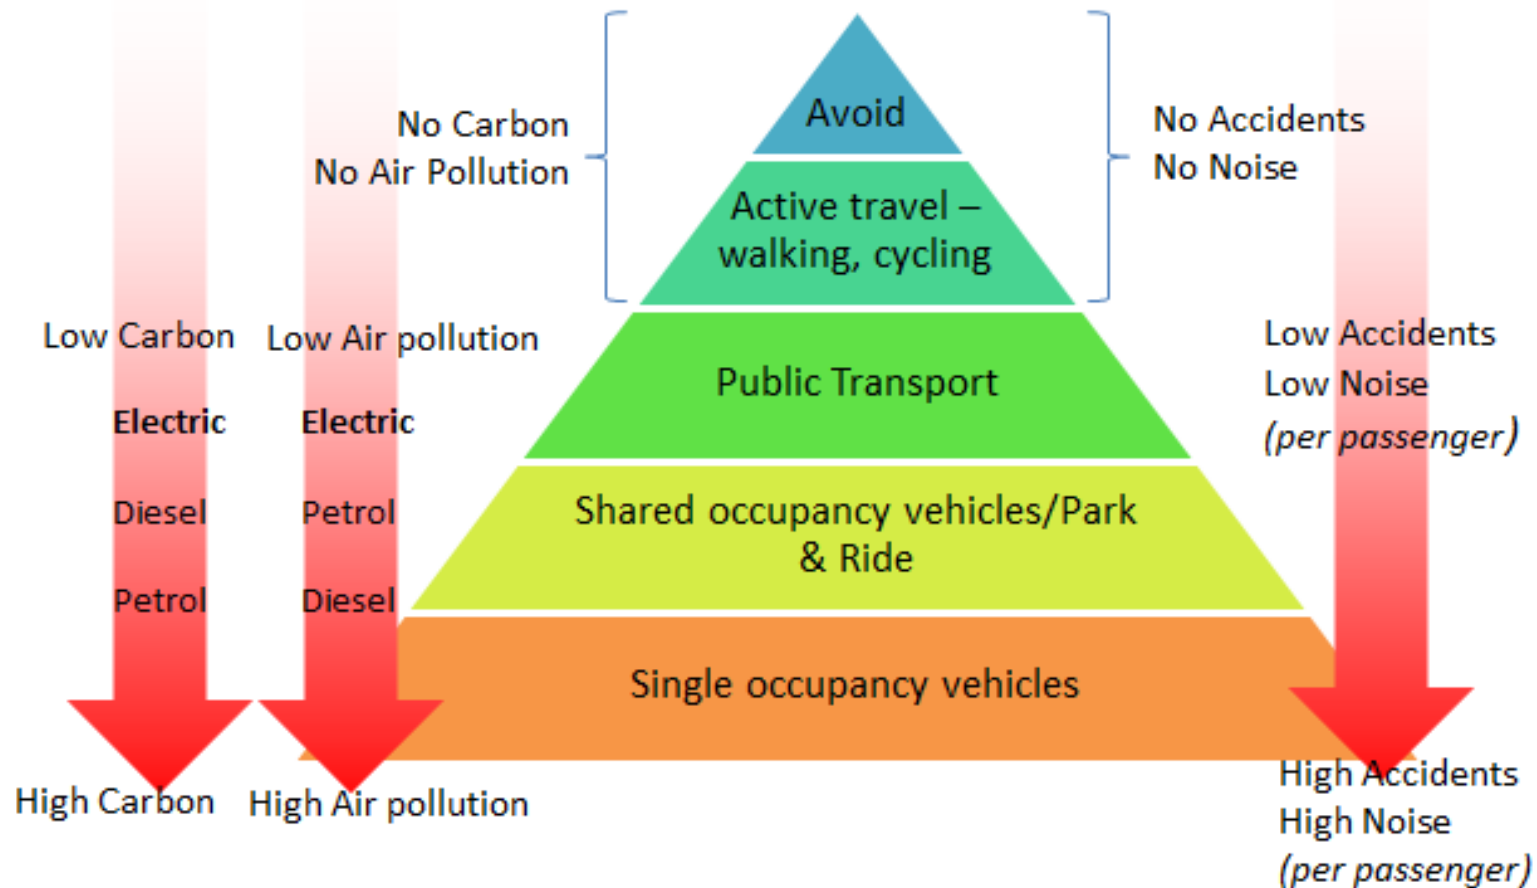 Avoid
No Carbon
No Air Pollution
No Accidents
No Noise
Active travel –
walking, cycling
Low Carbon
Low Air pollution
Low Accidents
Low Noise
(per passenger)
Public Transport
Electric
Electric
Diesel
Petrol
Shared occupancy vehicles/Park
& Ride
Petrol
Diesel
Single occupancy vehicles
High Carbon
High Air pollution
High Accidents
High Noise
(per passenger)